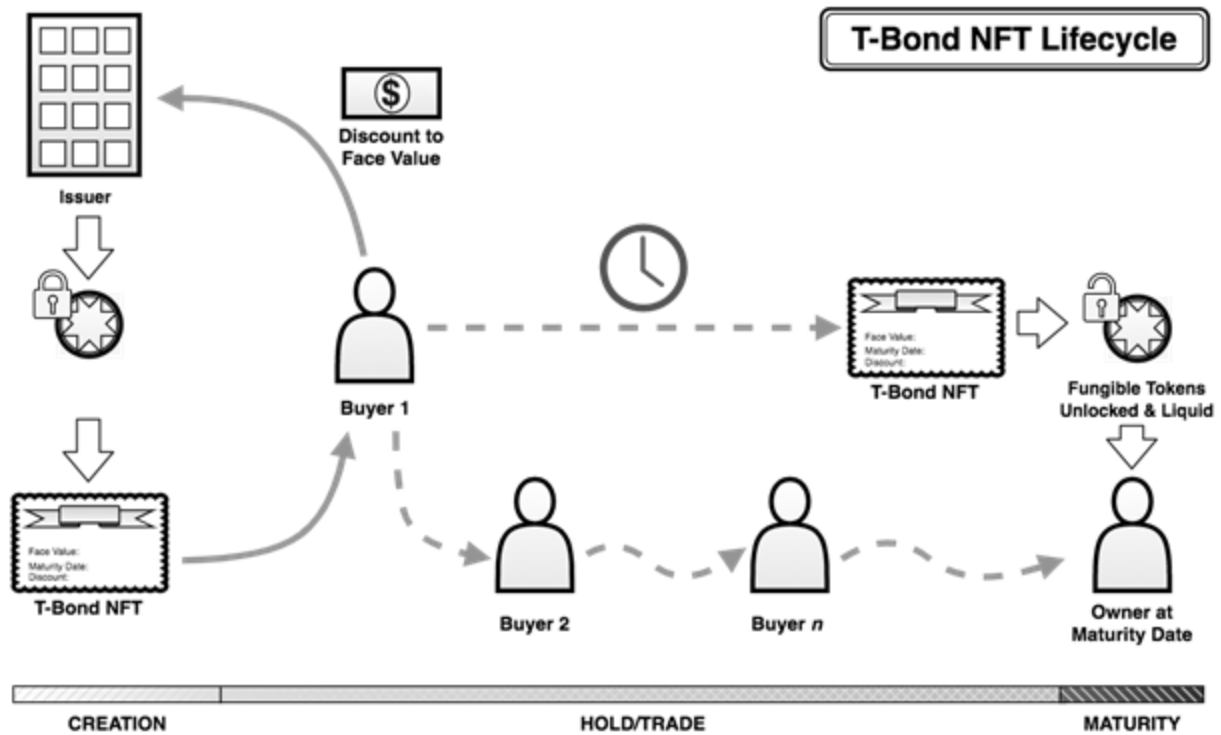 T-Bond NFT Lifecycle
$
Discount to
Face Value
Issuer
Buyer 1
Face Value:
Maturity Date:
Discount:
T-Bond NFT
Face Value:
Maturity Date:
Discount:
T-Bond NFT
Fungible Tokens
Unlocked & Liquid
Buyer 2
Buyer n
Owner at
Maturity Date
CREATION
HOLD/TRADE
MATURITY